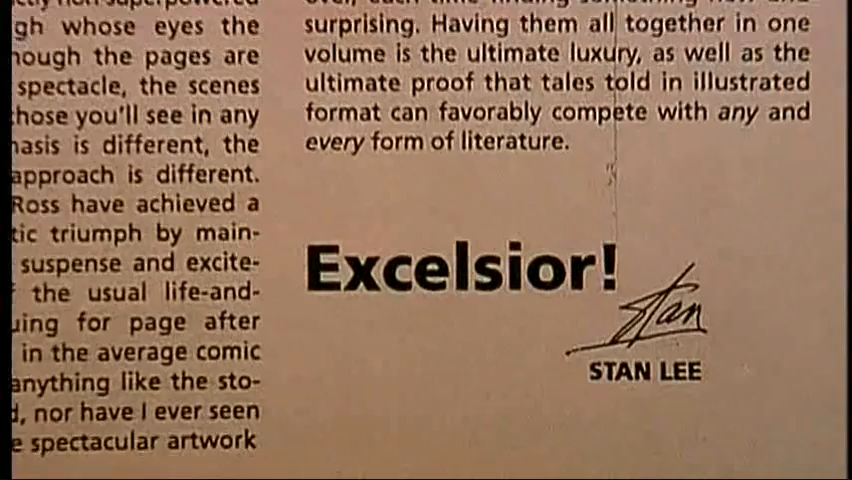 gh whose eyes the
hough the pages are
spectacle, the scenes
those you'll see in any
hasis is different, the
approach is different.
Ross have achieved a
tic triumph by main-
suspense and excite-
the usual life-and-
uing for page after
in the average comic
anything like the sto-
d, nor have I ever seen
e spectacular artwork
surprising. Having them all together in one
volume is the ultimate luxury, as well as the
ultimate proof that tales told in illustrated
format can favorably compete with any and
every form of literature.
Excelsior!
Stan
STAN LEE